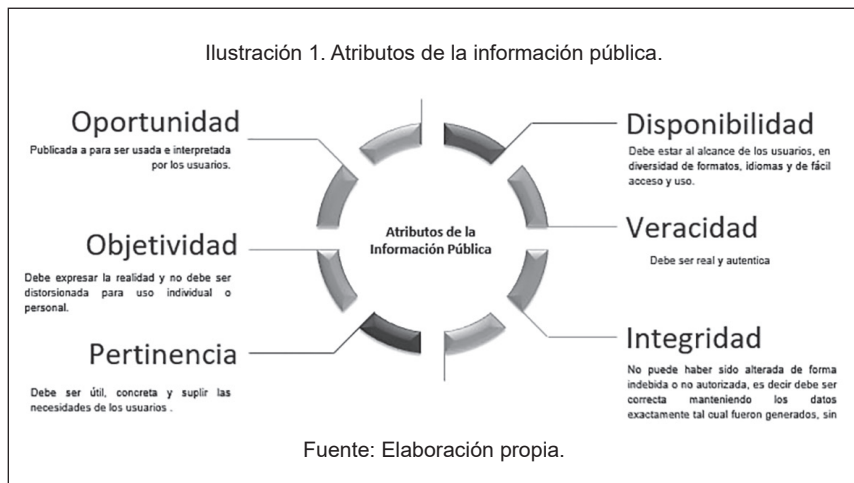 Ilustración 1. Atributos de la información pública.
Oportunidad
Publicada a para ser usada e interpretada
por los usuarios.
Objetividad
Debe expresar la realidad y no debe ser
distorsionada para uso individual o
personal.
Pertinencia
Debe ser útil, concreta y suplir las
necesidades de los usuarios .
Atributos de la
Información Pública
Disponibilidad
Debe estar al alcance de los usuarios, en
diversidad de formatos, idiomas y de fácil
acceso y uso.
Veracidad
Debe ser real y autentica
Integridad
No puede haber sido alterada de forma
indebida o no autorizada, es decir debe ser
correcta manteniendo los datos
exactamente tal cual fueron generados, sin
Fuente: Elaboración propia.